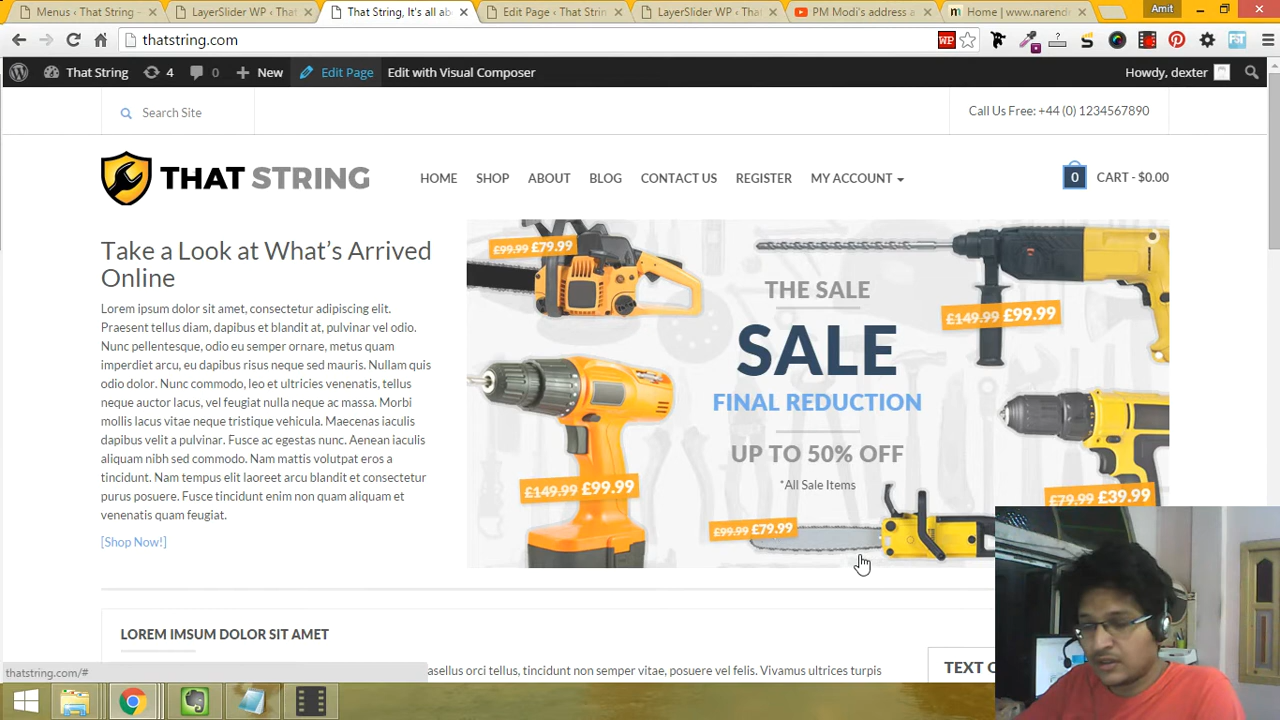 Menus ‹ That String —
LayerSlider WP ‹ That
That String, It's all ab
Edit Page ‹ That Strin
LayerSlider WP ‹ That
PM Modi's address a
Home | www.narendr
Amit
thatstring.com
WP
That String
4
0
New
Edit Page
Edit with Visual Composer
Howdy, dexter
Search Site
Call Us Free: +44 (0) 1234567890
THAT STRING
HOME
SHOP
ABOUT
BLOG
CONTACT US
REGISTER
MY ACCOUNT
0
CART - $0.00
Take a Look at What's Arrived
Online
Lorem ipsum dolor sit amet, consectetur adipiscing elit.
Praesent tellus diam, dapibus et blandit at, pulvinar vel odio.
Nunc pellentesque, odio eu semper ornare, metus quam
imperdiet arcu, eu dapibus risus neque sed mauris. Nullam quis
odio dolor. Nunc commodo, leo et ultricies venenatis, tellus
neque auctor lacus, vel feugiat nulla neque ac massa. Morbi
mollis lacus vitae neque tristique vehicula. Maecenas iaculis
dapibus velit a pulvinar. Fusce ac egestas nunc. Aenean iaculis
aliquam nibh sed commodo. Nam mattis volutpat eros a
tincidunt. Nam tempus elit laoreet arcu blandit et consectetur
purus posuere. Fusce tincidunt enim non quam aliquam et
venenatis quam feugiat.
[Shop Now!]
£99.99 £79.99
£149.99 £99.99
THE SALE
SALE
FINAL REDUCTION
UP TO 50% OFF
*All Sale Items
£149.99 £99.99
£79.99 £39.99
£99.99 £79.99
LOREM IMSUM DOLOR SIT AMET
asellus orci tellus, tincidunt non semper vitae, posuere vel felis. Vivamus ultrices turpis
TEXT
thatstring.com/#